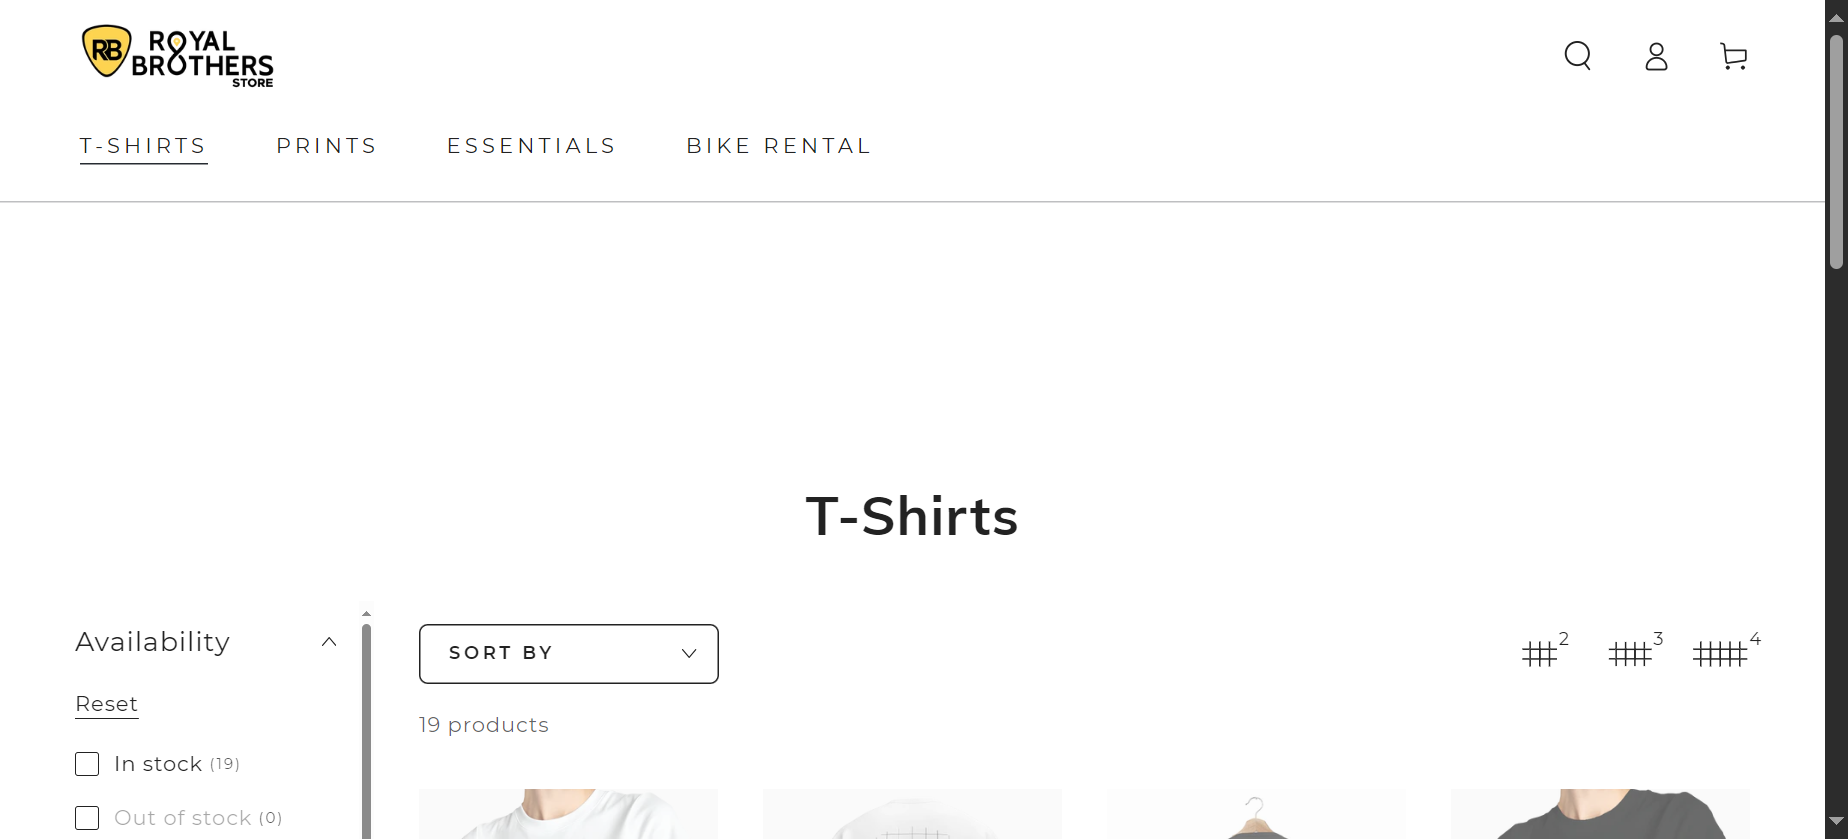 RB ROYAL
BROTHERS
STORE
T-SHIRTS PRINTS ESSENTIALS BIKE RENTAL
T-Shirts
Availability
Reset
In stock (19)
Out of stock (0)
SORT BY
2 3 4
19 products